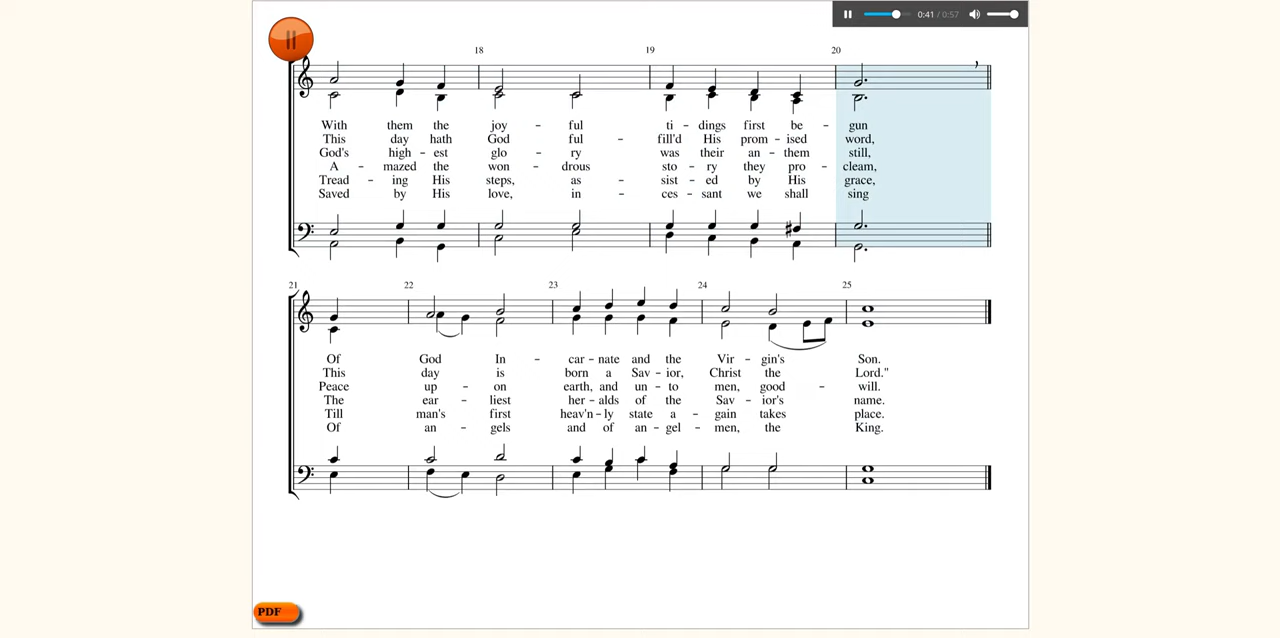 0:41 / 0:57
18 19 20
With them the joy - ful ti - dings first be - gun
This day hath God ful - fill'd His prom - ised word,
God's high - est glo - ry was their an - them still,
A - mazed the won - drous sto - ry they pro - cleam,
Tread - ing His steps, as - sist - ed by His grace,
Saved by His love, in - ces - sant we shall sing
21 22 23 24 25
Of God In - car - nate and the Vir - gin's Son.
This day is born a Sav - ior, Christ the Lord."
Peace up - on earth, and un - to men, good - will.
The ear - liest her - alds of the Sav - ior's name.
Till man's first heav'n - ly state a - gain takes place.
Of an - gels and of an - gel - men, the King.
PDF